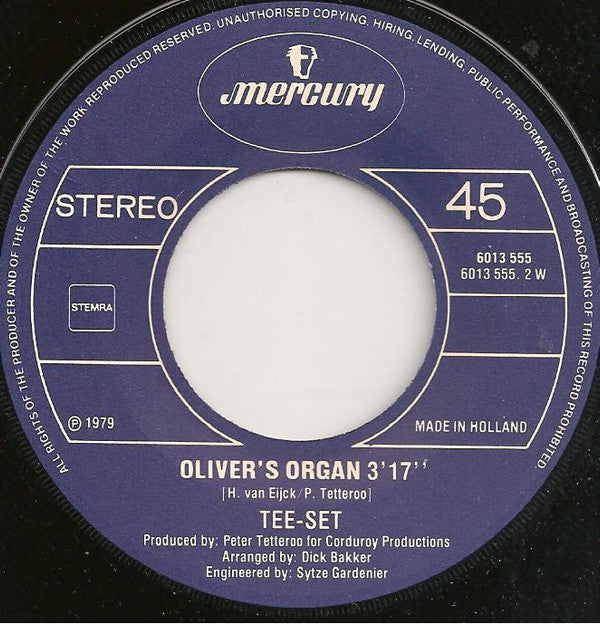 ALL RIGHTS OF THE PRODUCER AND OF THE OWNER OF THE WORK REPRODUCED RESERVED. UNAUTHORISED COPYING, HIRING, LENDING, PUBLIC PERFORMANCE AND BROADCASTING OF THIS RECORD PROHIBITED
mercury
STEREO
45
6013 555
6013 555. 2 W
STEMRA
Ⓟ 1979
MADE IN HOLLAND
OLIVER'S ORGAN 3'17''
[H. van Eijck/P. Tetteroo]
TEE-SET
Produced by: Peter Tetteroo for Corduroy Productions
Arranged by: Dick Bakker
Engineered by: Sytze Gardenier